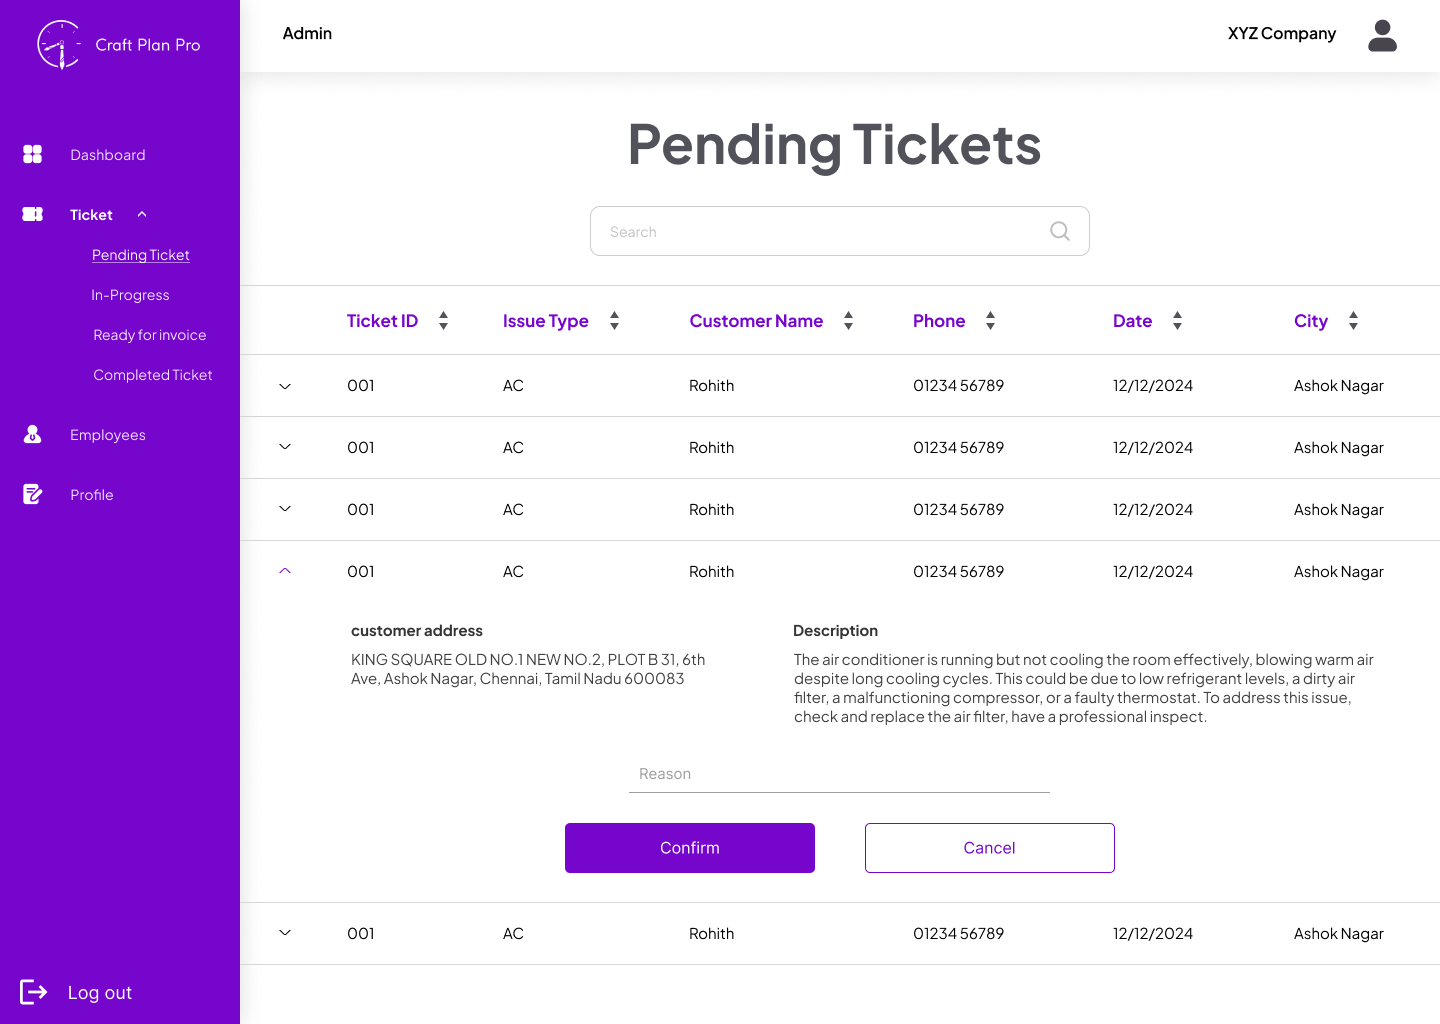 Craft Plan Pro
Admin
XYZ Company
Dashboard
Ticket
Pending Ticket
In-Progress
Ready for invoice
Completed Ticket
Employees
Profile
Log out
Pending Tickets
Search
Ticket ID Issue Type Customer Name Phone Date City
001 AC Rohith 01234 56789 12/12/2024 Ashok Nagar
001 AC Rohith 01234 56789 12/12/2024 Ashok Nagar
001 AC Rohith 01234 56789 12/12/2024 Ashok Nagar
001 AC Rohith 01234 56789 12/12/2024 Ashok Nagar
customer address
KING SQUARE OLD NO.1 NEW NO.2, PLOT B 31, 6th
Ave, Ashok Nagar, Chennai, Tamil Nadu 600083
Description
The air conditioner is running but not cooling the room effectively, blowing warm air
despite long cooling cycles. This could be due to low refrigerant levels, a dirty air
filter, a malfunctioning compressor, or a faulty thermostat. To address this issue,
check and replace the air filter, have a professional inspect.
Reason
Confirm
Cancel
001 AC Rohith 01234 56789 12/12/2024 Ashok Nagar